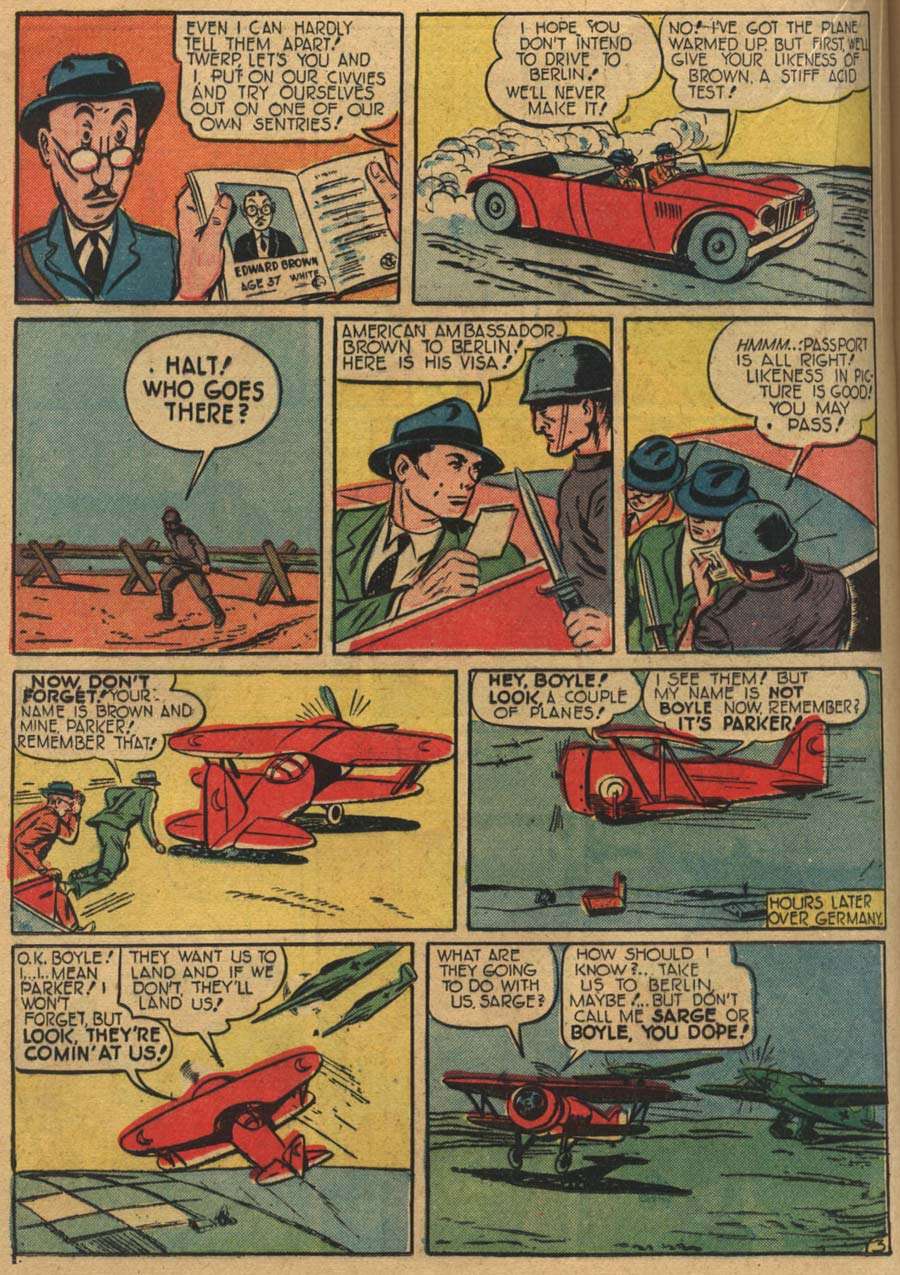 EVEN I CAN HARDLY
TELL THEM APART!
TWERP, LET'S YOU AND
I, PUT ON OUR CIVVIES
AND TRY OURSELVES
OUT ON ONE OF OUR
OWN SENTRIES!
EDWARD BROWN
AGE 37 WHITE
I HOPE YOU
DON'T INTEND
TO DRIVE TO
BERLIN!
WE'LL NEVER
MAKE IT!
NO! I'VE GOT THE PLANE
WARMED UP, BUT FIRST, WE'LL
GIVE YOUR LIKENESS OF
BROWN, A STIFF ACID
TEST!
HALT!
WHO GOES
THERE?
AMERICAN AMBASSADOR
BROWN TO BERLIN!
HERE IS HIS VISA!
HMMM..: PASSPORT
IS ALL RIGHT!
LIKENESS IN PIC-
TURE IS GOOD!
YOU MAY
PASS!
NOW, DON'T
FORGET! YOUR
NAME IS BROWN AND
MINE, PARKER!
REMEMBER THAT!
HEY, BOYLE!
LOOK, A COUPLE
OF PLANES!
I SEE THEM! BUT
MY NAME IS NOT
BOYLE NOW, REMEMBER?
IT'S PARKER!
HOURS LATER
OVER GERMANY.
O.K. BOYLE!
I...I..MEAN
PARKER! I
WON'T
FORGET, BUT
LOOK, THEY'RE
COMIN' AT US!
THEY WANT US TO
LAND AND IF WE
DON'T, THEY'LL
LAND US!
WHAT ARE
THEY GOING
TO DO WITH
US, SARGE?
HOW SHOULD I
KNOW?.. TAKE
US TO BERLIN,
MAYBE!...BUT DON'T
CALL ME SARGE OR
BOYLE, YOU DOPE!
3